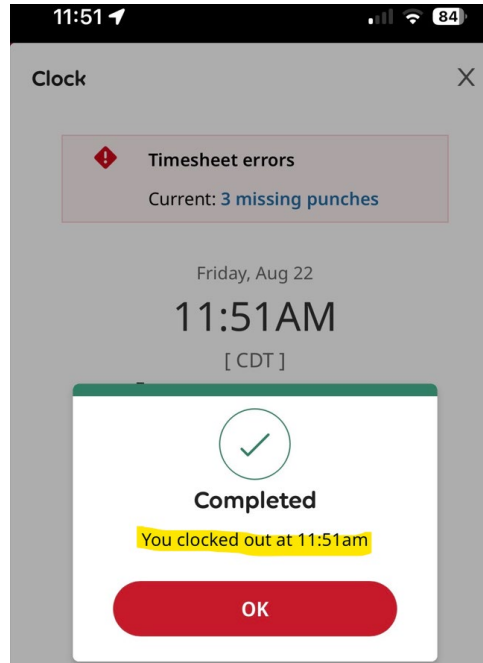 11:51
84
Clock
X
Timesheet errors
Current: 3 missing punches
Friday, Aug 22
11:51AM
[ CDT ]
Completed
You clocked out at 11:51am
OK